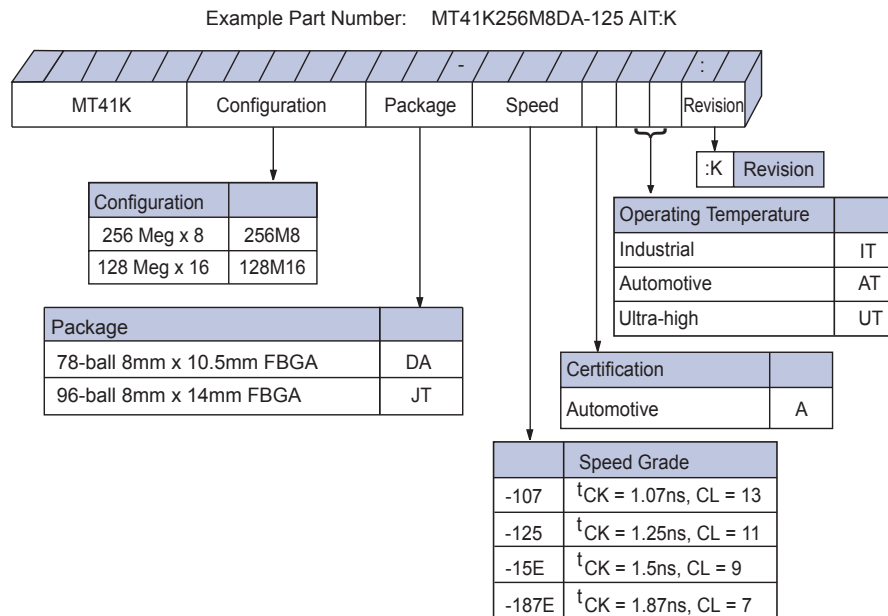 Example Part Number: MT41K256M8DA-125 AIT:K
- :
MT41K Configuration Package Speed Revision
:K Revision
Configuration
256 Meg x 8 256M8
128 Meg x 16 128M16
Operating Temperature
Industrial IT
Automotive AT
Ultra-high UT
Package
78-ball 8mm x 10.5mm FBGA DA
96-ball 8mm x 14mm FBGA JT
Certification
Automotive A
Speed Grade
-107 tCK = 1.07ns, CL = 13
-125 tCK = 1.25ns, CL = 11
-15E tCK = 1.5ns, CL = 9
-187E tCK = 1.87ns, CL = 7